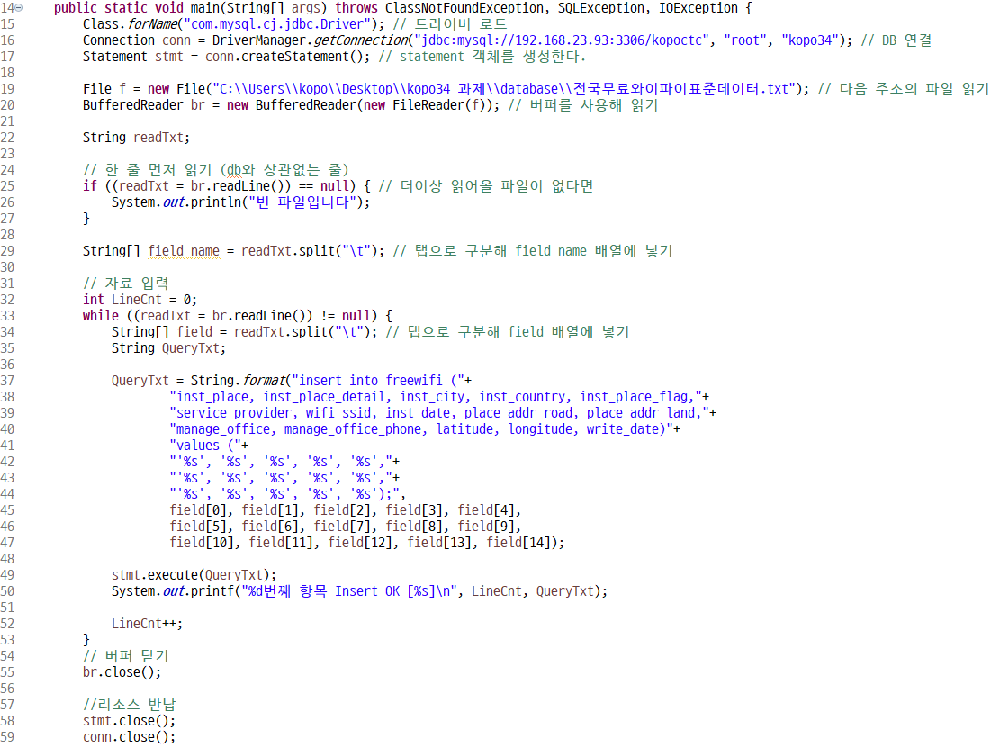 14 public static void main(String[] args) throws ClassNotFoundException, SQLException, IOException {
15 Class.forName("com.mysql.cj.jdbc.Driver"); // 드라이버 로드
16 Connection conn = DriverManager.getConnection("jdbc:mysql://192.168.23.93:3306/kopoctc", "root", "kopo34"); // DB 연결
17 Statement stmt = conn.createStatement(); // statement 객체를 생성한다.
18
19 File f = new File("C:\\Users\\kopo\\Desktop\\kopo34 과제\\database\\전국무료와이파이표준데이터.txt"); // 다음 주소의 파일 읽기
20 BufferedReader br = new BufferedReader(new FileReader(f)); // 버퍼를 사용해 읽기
21
22 String readTxt;
23
24 // 한 줄 먼저 읽기 (db와 상관없는 줄)
25 if ((readTxt = br.readLine()) == null) { // 더이상 읽어올 파일이 없다면
26 System.out.println("빈 파일입니다");
27 }
28
29 String[] field_name = readTxt.split("\t"); // 탭으로 구분해 field_name 배열에 넣기
30
31 // 자료 입력
32 int LineCnt = 0;
33 while ((readTxt = br.readLine()) != null) {
34 String[] field = readTxt.split("\t"); // 탭으로 구분해 field 배열에 넣기
35 String QueryTxt;
36
37 QueryTxt = String.format("insert into freewifi ("+
38 "inst_place, inst_place_detail, inst_city, inst_country, inst_place_flag,"+
39 "service_provider, wifi_ssid, inst_date, place_addr_road, place_addr_land,"+
40 "manage_office, manage_office_phone, latitude, longitude, write_date)"+
41 "values ("+
42 "'%s', '%s', '%s', '%s', '%s',"+
43 "'%s', '%s', '%s', '%s', '%s',"+
44 "'%s', '%s', '%s', '%s', '%s');",
45 field[0], field[1], field[2], field[3], field[4],
46 field[5], field[6], field[7], field[8], field[9],
47 field[10], field[11], field[12], field[13], field[14]);
48
49 stmt.execute(QueryTxt);
50 System.out.printf("%d번째 항목 Insert OK [%s]\n", LineCnt, QueryTxt);
51
52 LineCnt++;
53 }
54 // 버퍼 닫기
55 br.close();
56
57 //리소스 반납
58 stmt.close();
59 conn.close();